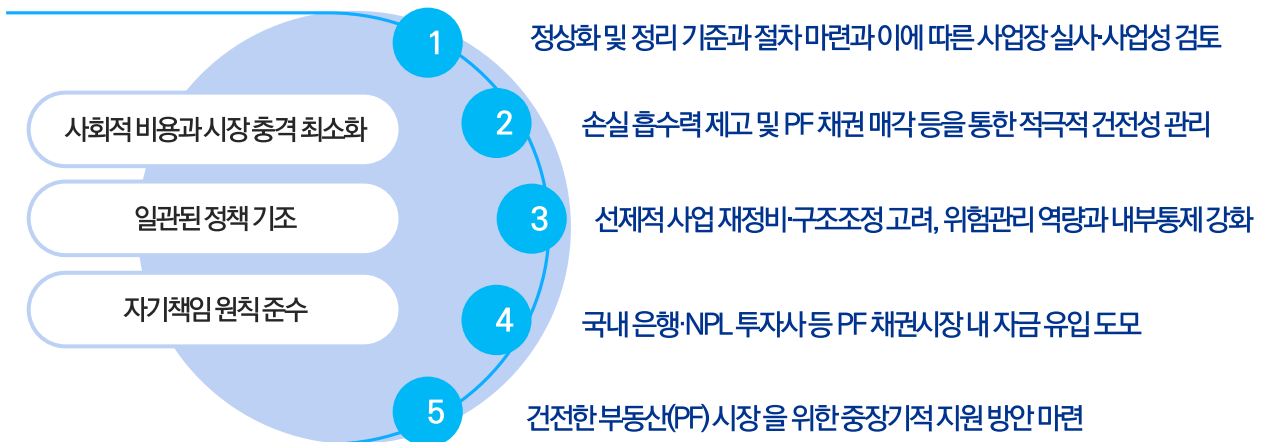 사회적 비용과 시장 충격 최소화
일관된 정책 기조
자기책임 원칙 준수
1
정상화 및 정리 기준과 절차 마련과 이에 따른 사업장 실사·사업성 검토
2
손실 흡수력 제고 및 PF 채권 매각 등을 통한 적극적 건전성 관리
3
선제적 사업 재정비·구조조정 고려, 위험관리 역량과 내부통제 강화
4
국내 은행·NPL 투자사 등 PF 채권시장 내 자금 유입 도모
5
건전한 부동산(PF) 시장 을 위한 중장기적 지원 방안 마련